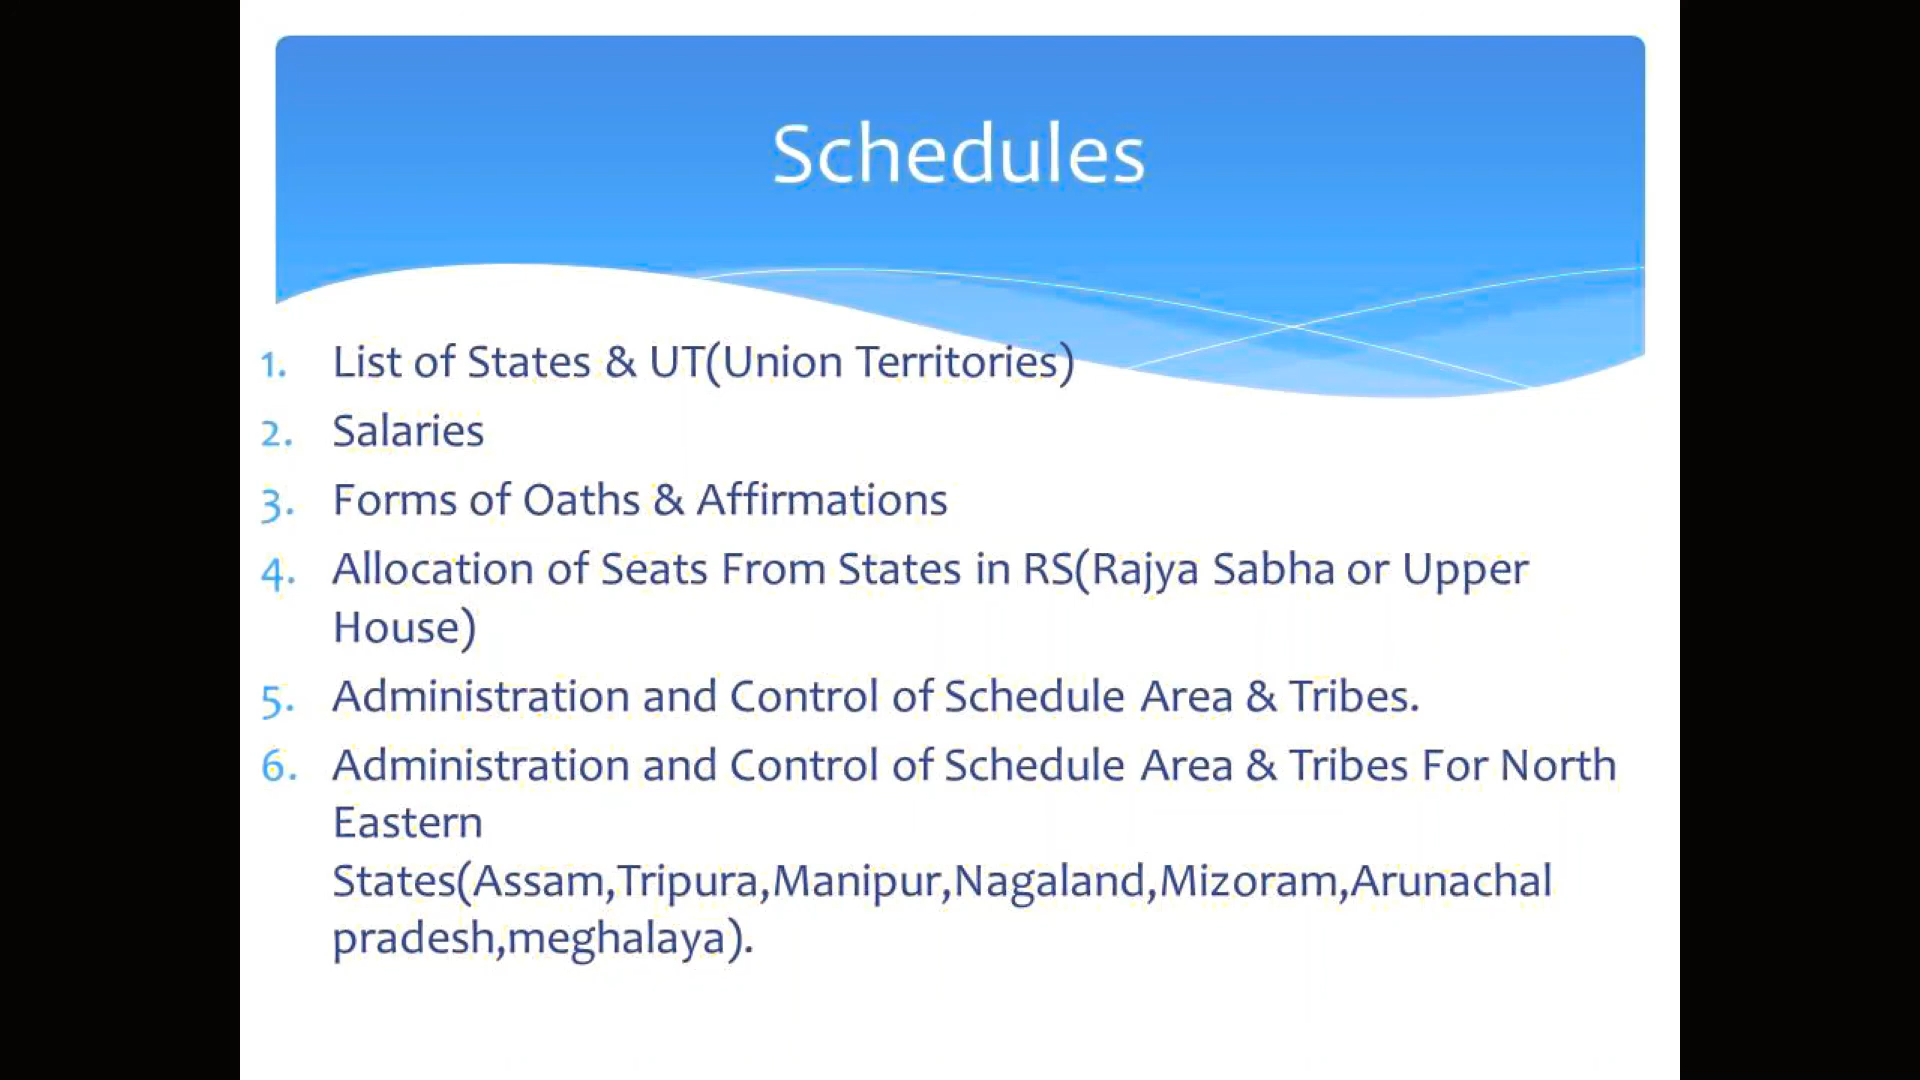 Schedules
1. List of States & UT(Union Territories)
2. Salaries
3. Forms of Oaths & Affirmations
4. Allocation of Seats From States in RS(Rajya Sabha or Upper
House)
5. Administration and Control of Schedule Area & Tribes.
6. Administration and Control of Schedule Area & Tribes For North
Eastern
States(Assam,Tripura,Manipur,Nagaland,Mizoram,Arunachal
pradesh,meghalaya).